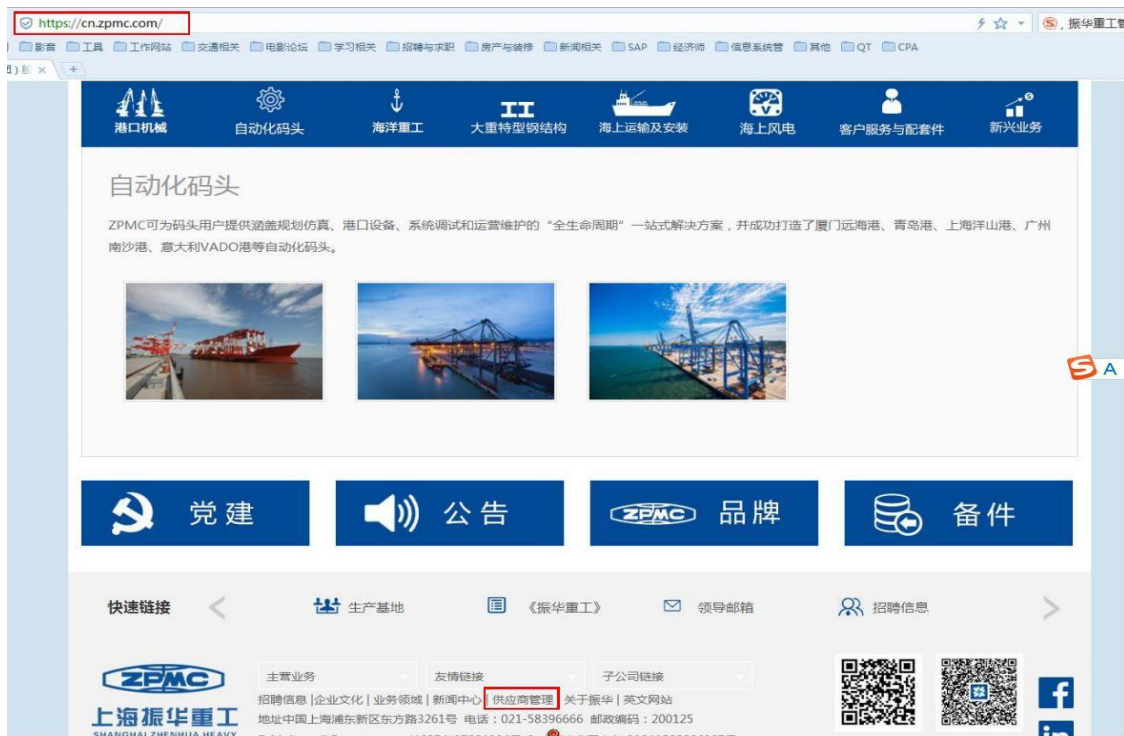 https://cn.zpmc.com/
振华重工管
影音 工具 工作网站 交通相关 电影论坛 学习相关 招聘与求职 房产与装修 新闻相关 SAP 经济师 信息系统管 其他 QT CPA
港口机械 自动化码头 海洋重工 大重特型钢结构 海上运输及安装 海上风电 客户服务与配套件 新兴业务
自动化码头
ZPMC可为码头用户提供涵盖规划仿真、港口设备、系统调试和运营维护的“全生命周期”一站式解决方案，并成功打造了厦门远海港、青岛港、上海洋山港、广州
南沙港、意大利VADO港等自动化码头。
A
党建 公告 ZPMC 品牌 备件
快速链接 生产基地 《振华重工》 领导邮箱 招聘信息
ZPMC
主营业务 友情链接 子公司链接
招聘信息 |企业文化 | 业务领域 | 新闻中心 | 供应商管理 | 关于振华 | 英文网站
上海振华重工
地址中国上海浦东新区东方路3261号 电话：021-58396666 邮政编码：200125
SHANGHAI ZHENHUA HEAVY
f
in